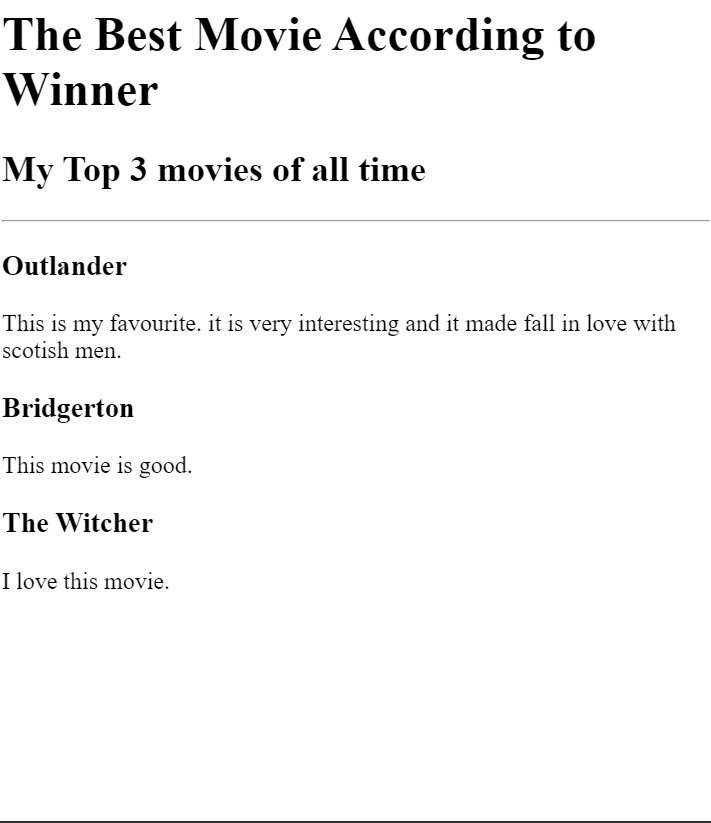 The Best Movie According to
Winner
My Top 3 movies of all time
Outlander
This is my favourite. it is very interesting and it made fall in love with
scotish men.
Bridgerton
This movie is good.
The Witcher
I love this movie.